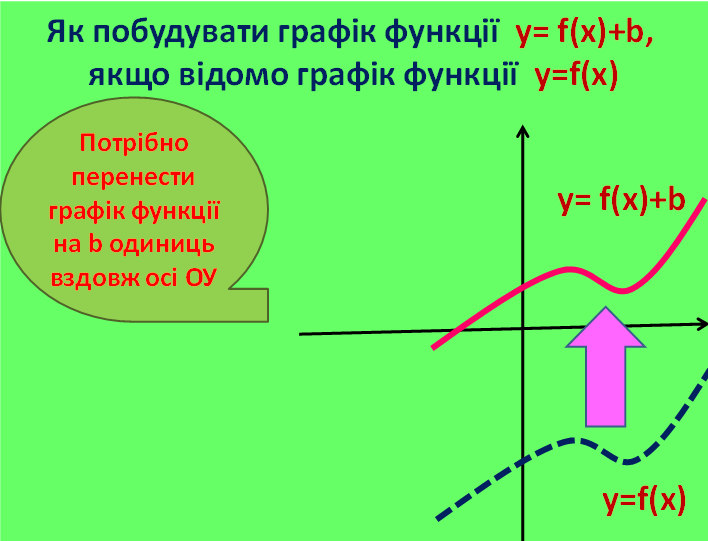 Як побудувати графік функції y= f(x)+b,
якщо відомо графік функції y=f(x)
Потрібно
перенести
графік функції
на b одиниць
вздовж осі ОУ
y= f(x)+b
y=f(x)